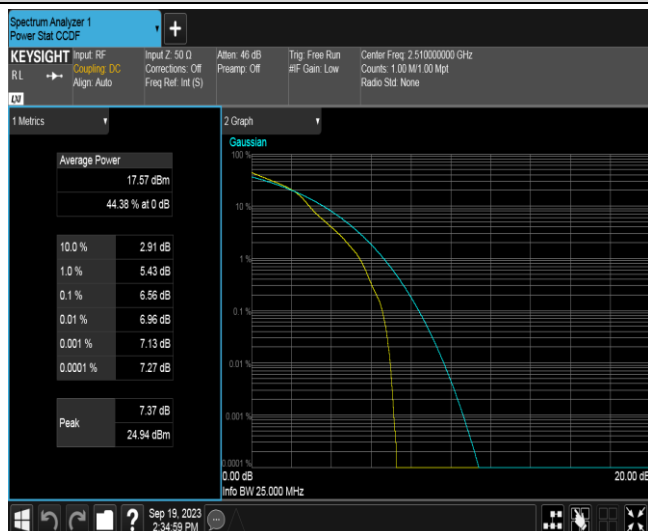 Spectrum Analyzer 1
Power Stat CCDF
KEYSIGHT
RL
LXI
Input: RF
Coupling: DC
Align: Auto
Input Z: 50 Ω
Corrections: Off
Freq Ref: Int (S)
Atten: 46 dB
Preamp: Off
Trig: Free Run
#IF Gain: Low
Center Freq: 2.510000000 GHz
Counts: 1.00 M/1.00 Mpt
Radio Std: None
1 Metrics
Average Power
17.57 dBm
44.38 % at 0 dB
10.0 % 2.91 dB
1.0 % 5.43 dB
0.1 % 6.56 dB
0.01 % 6.96 dB
0.001 % 7.13 dB
0.0001 % 7.27 dB
Peak
7.37 dB
24.94 dBm
2 Graph
Gaussian
100 %
10 %
1 %
0.1 %
0.01 %
0.001 %
0.0001 %
0.00 dB 20.00 dB
Info BW 25.000 MHz
?
Sep 19, 2023
2:34:59 PM